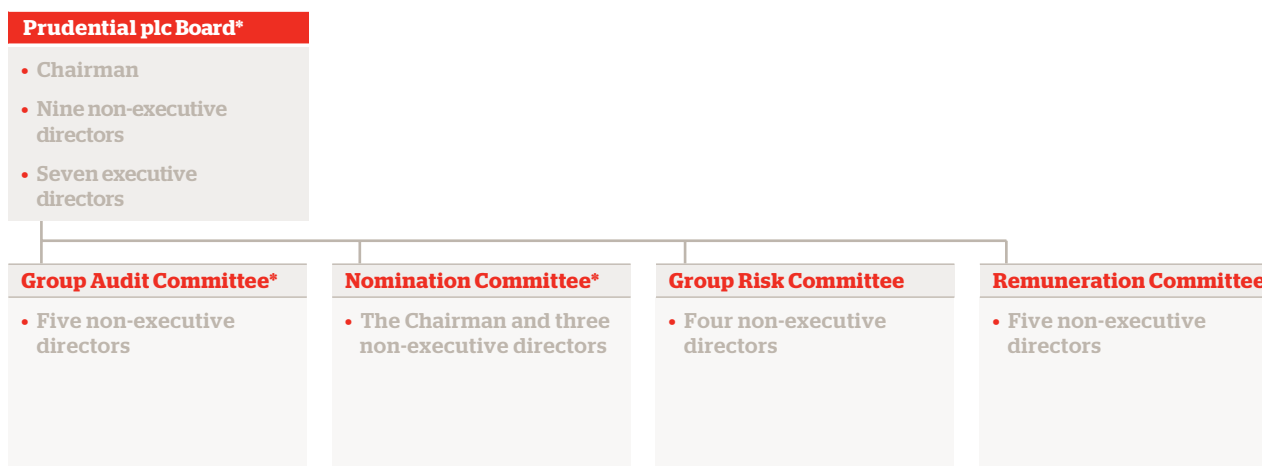 Prudential plc Board*
• Chairman
• Nine non-executive
directors
• Seven executive
directors
Group Audit Committee*
• Five non-executive
directors
Nomination Committee*
• The Chairman and three
non-executive directors
Group Risk Committee
• Four non-executive
directors
Remuneration Committee
• Five non-executive
directors